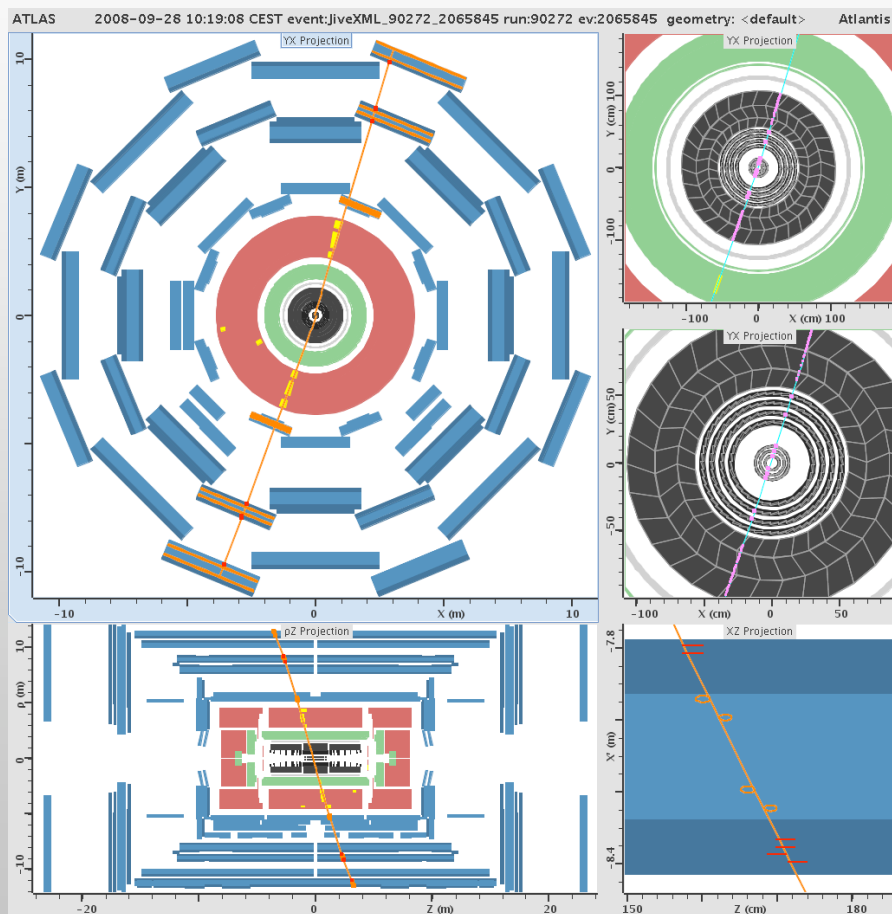 ATLAS 2008-09-28 10:19:08 CEST event:JiveXML_90272_2065845 run:90272 ev:2065845 geometry: <default> Atlantis
YX Projection
10
Y (m)
0
-10
-10 0 X (m) 10
YX Projection
100
Y (cm)
0
-100
-100 0 X (cm) 100
YX Projection
50
Y (cm)
0
-50
-100 X (cm) 0 50
ρZ Projection
10
ρ (m)
0
-10
-20 0 Z (m) 20
XZ Projection
-7.8
X' (m)
-8.4
150 Z (cm) 180